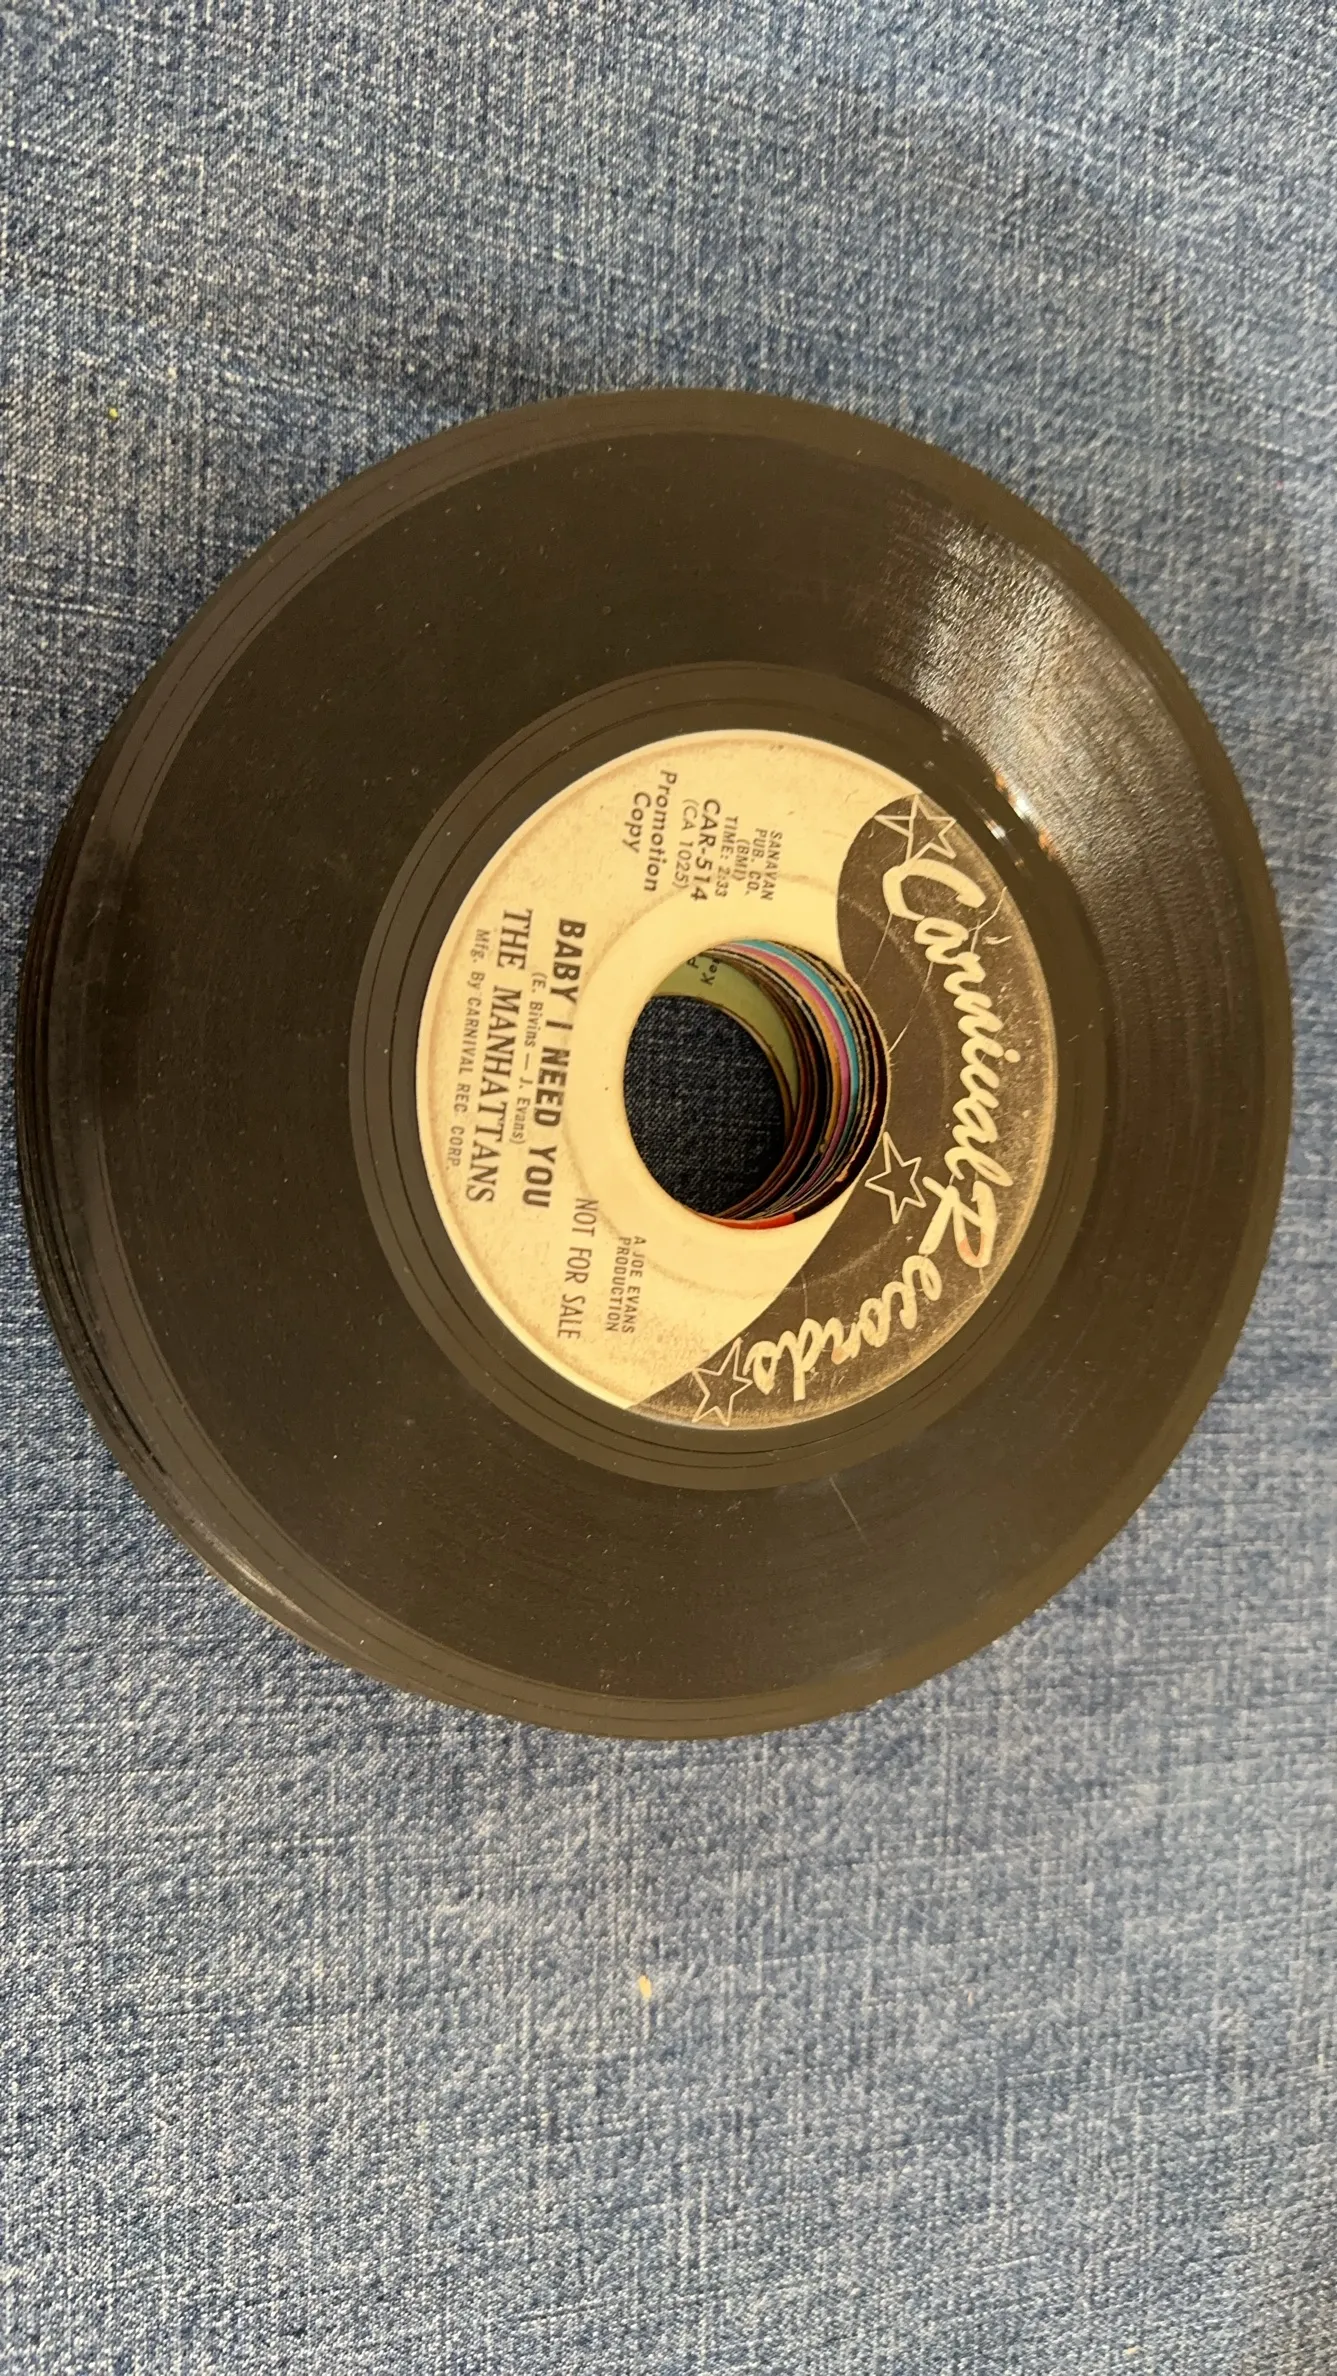 Carnival Records
SANAVAN
PUB. CO.
(BMI)
TIME: 2:33
CAR-514
(CA 1025)
Promotion
Copy
A JOE EVANS
PRODUCTION
NOT FOR SALE
BABY I NEED YOU
(E. Bivins — J. Evans)
THE MANHATTANS
Mfg. By CARNIVAL REC. CORP.